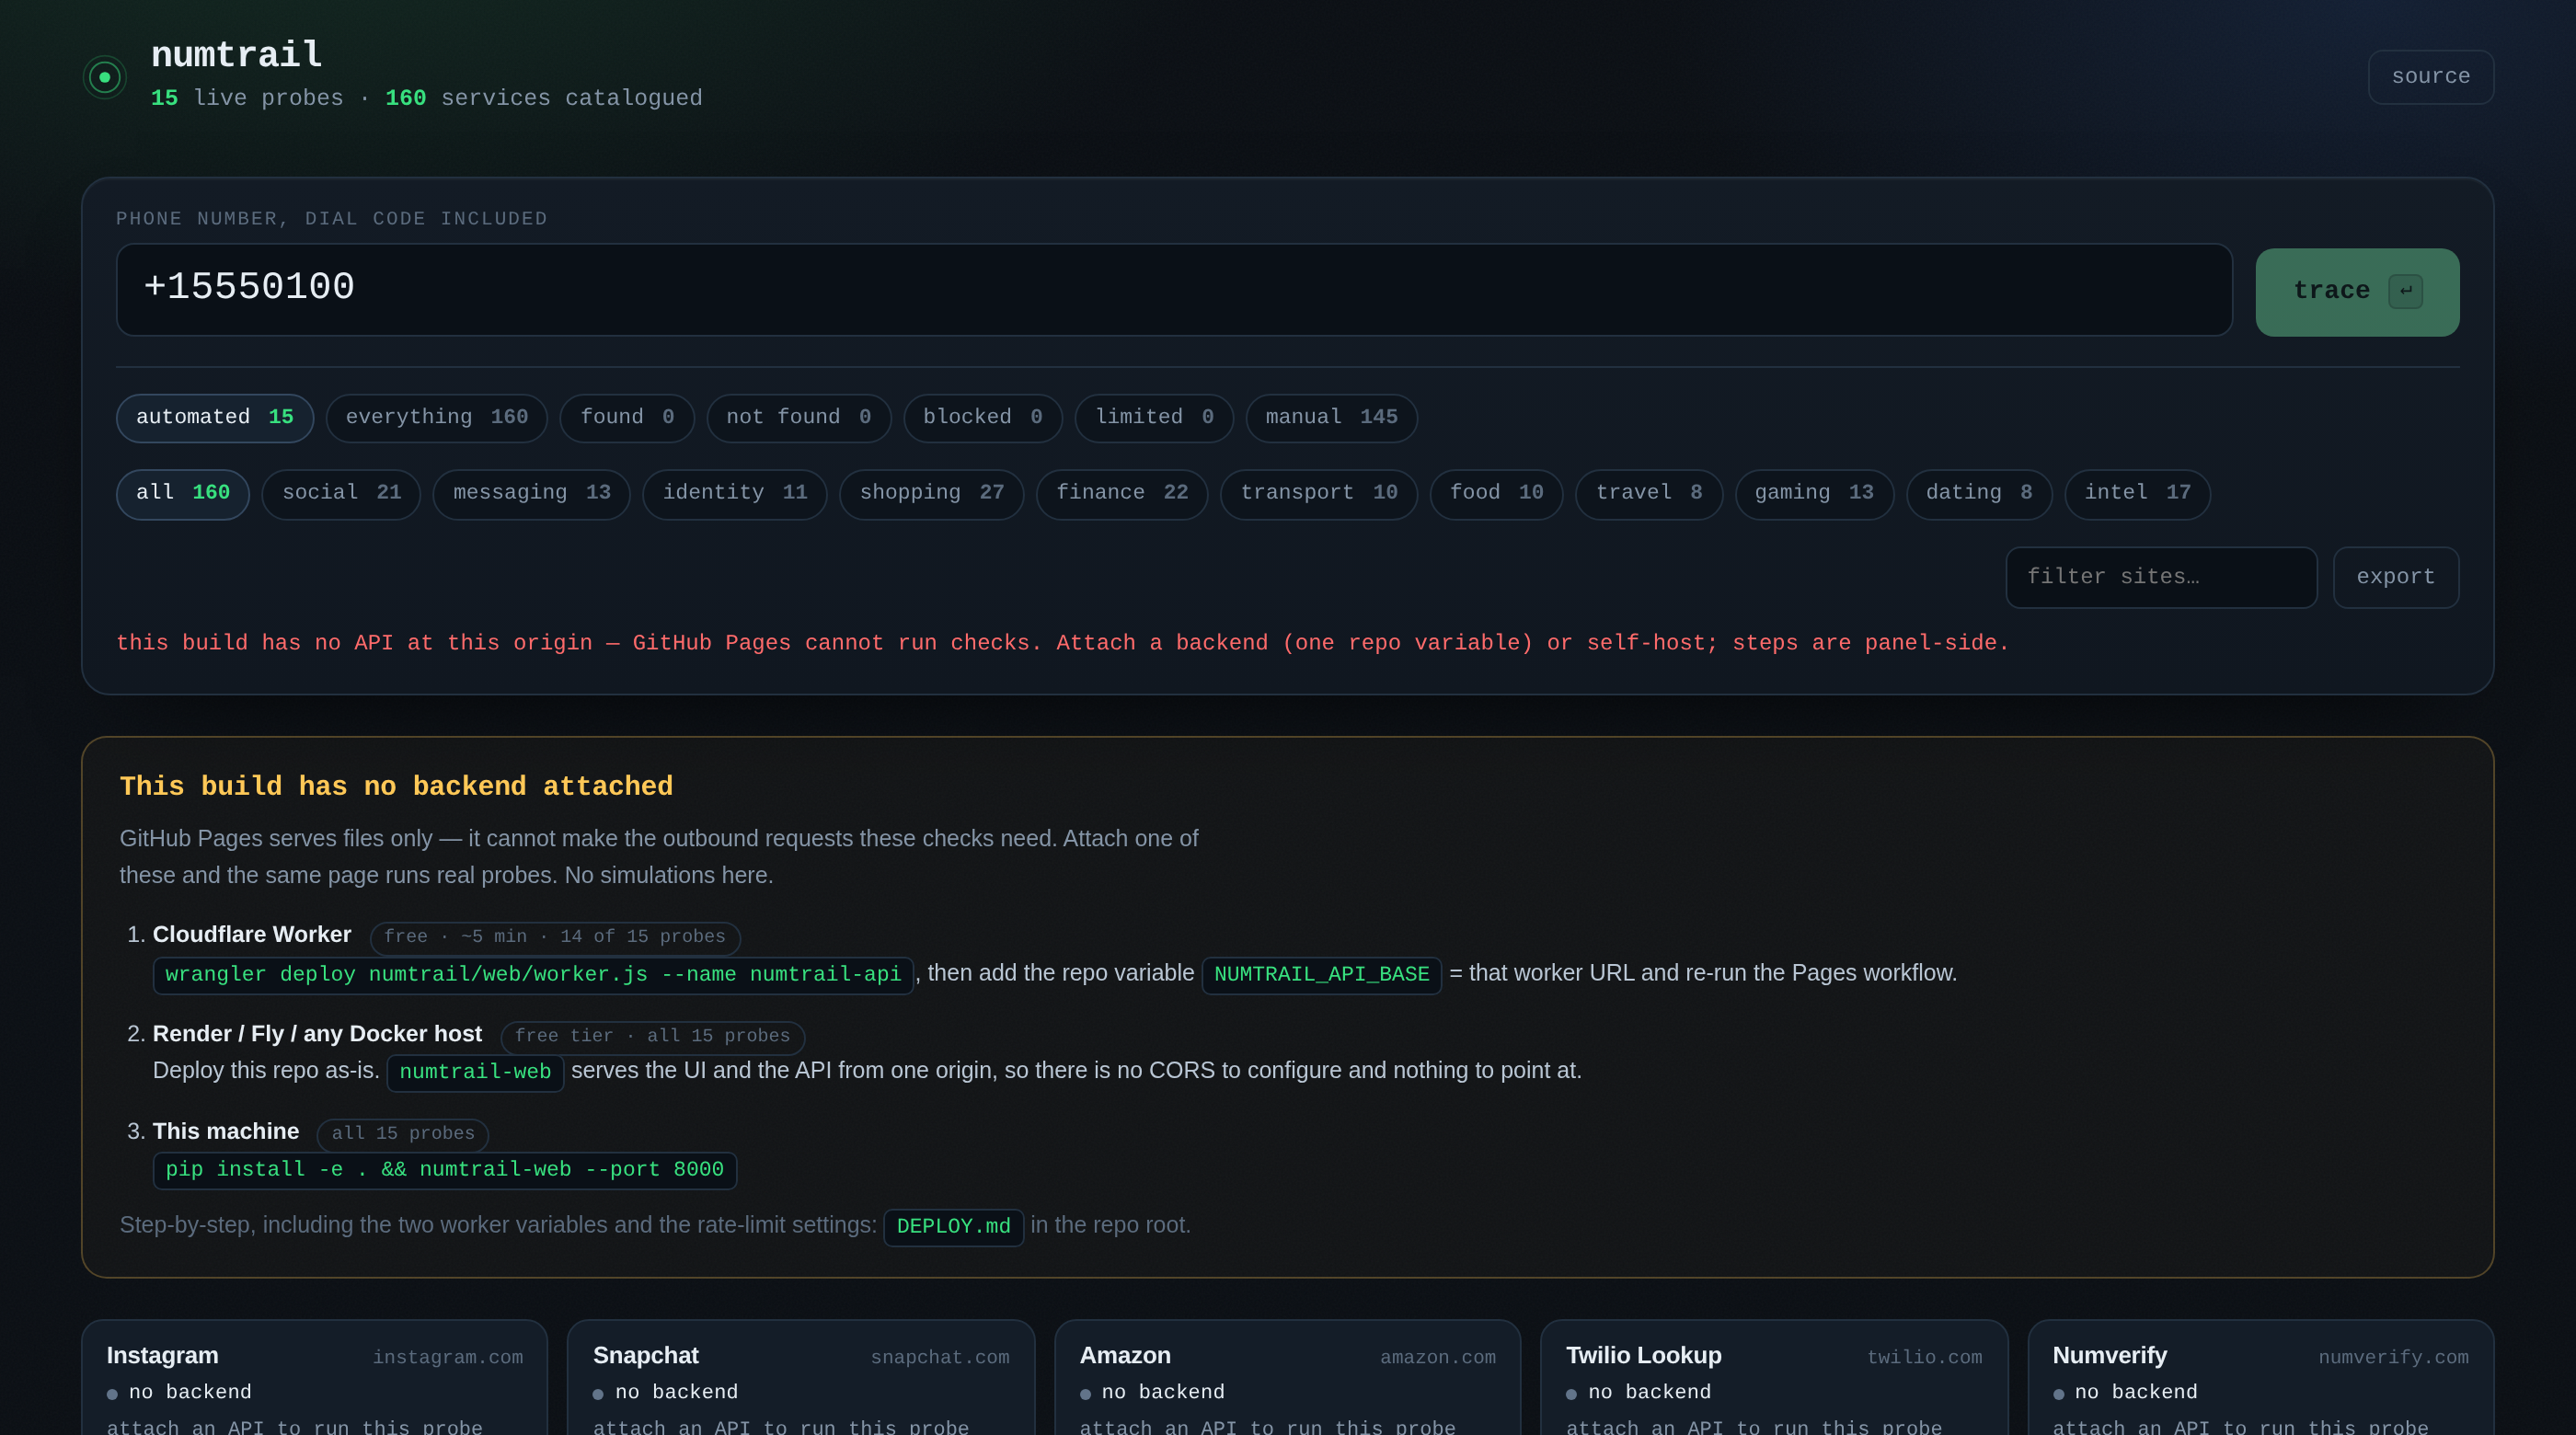 numtrail
15 live probes · 160 services catalogued
source
PHONE NUMBER, DIAL CODE INCLUDED
+15550100
trace ↵
automated 15 everything 160 found 0 not found 0 blocked 0 limited 0 manual 145
all 160 social 21 messaging 13 identity 11 shopping 27 finance 22 transport 10 food 10 travel 8 gaming 13 dating 8 intel 17
filter sites… export
this build has no API at this origin — GitHub Pages cannot run checks. Attach a backend (one repo variable) or self-host; steps are panel-side.
This build has no backend attached
GitHub Pages serves files only — it cannot make the outbound requests these checks need. Attach one of
these and the same page runs real probes. No simulations here.
1. Cloudflare Worker free · ~5 min · 14 of 15 probes
wrangler deploy numtrail/web/worker.js --name numtrail-api, then add the repo variable NUMTRAIL_API_BASE = that worker URL and re-run the Pages workflow.
2. Render / Fly / any Docker host free tier · all 15 probes
Deploy this repo as-is. numtrail-web serves the UI and the API from one origin, so there is no CORS to configure and nothing to point at.
3. This machine all 15 probes
pip install -e . && numtrail-web --port 8000
Step-by-step, including the two worker variables and the rate-limit settings: DEPLOY.md in the repo root.
Instagram instagram.com
no backend
attach an API to run this probe
Snapchat snapchat.com
no backend
attach an API to run this probe
Amazon amazon.com
no backend
attach an API to run this probe
Twilio Lookup twilio.com
no backend
attach an API to run this probe
Numverify numverify.com
no backend
attach an API to run this probe